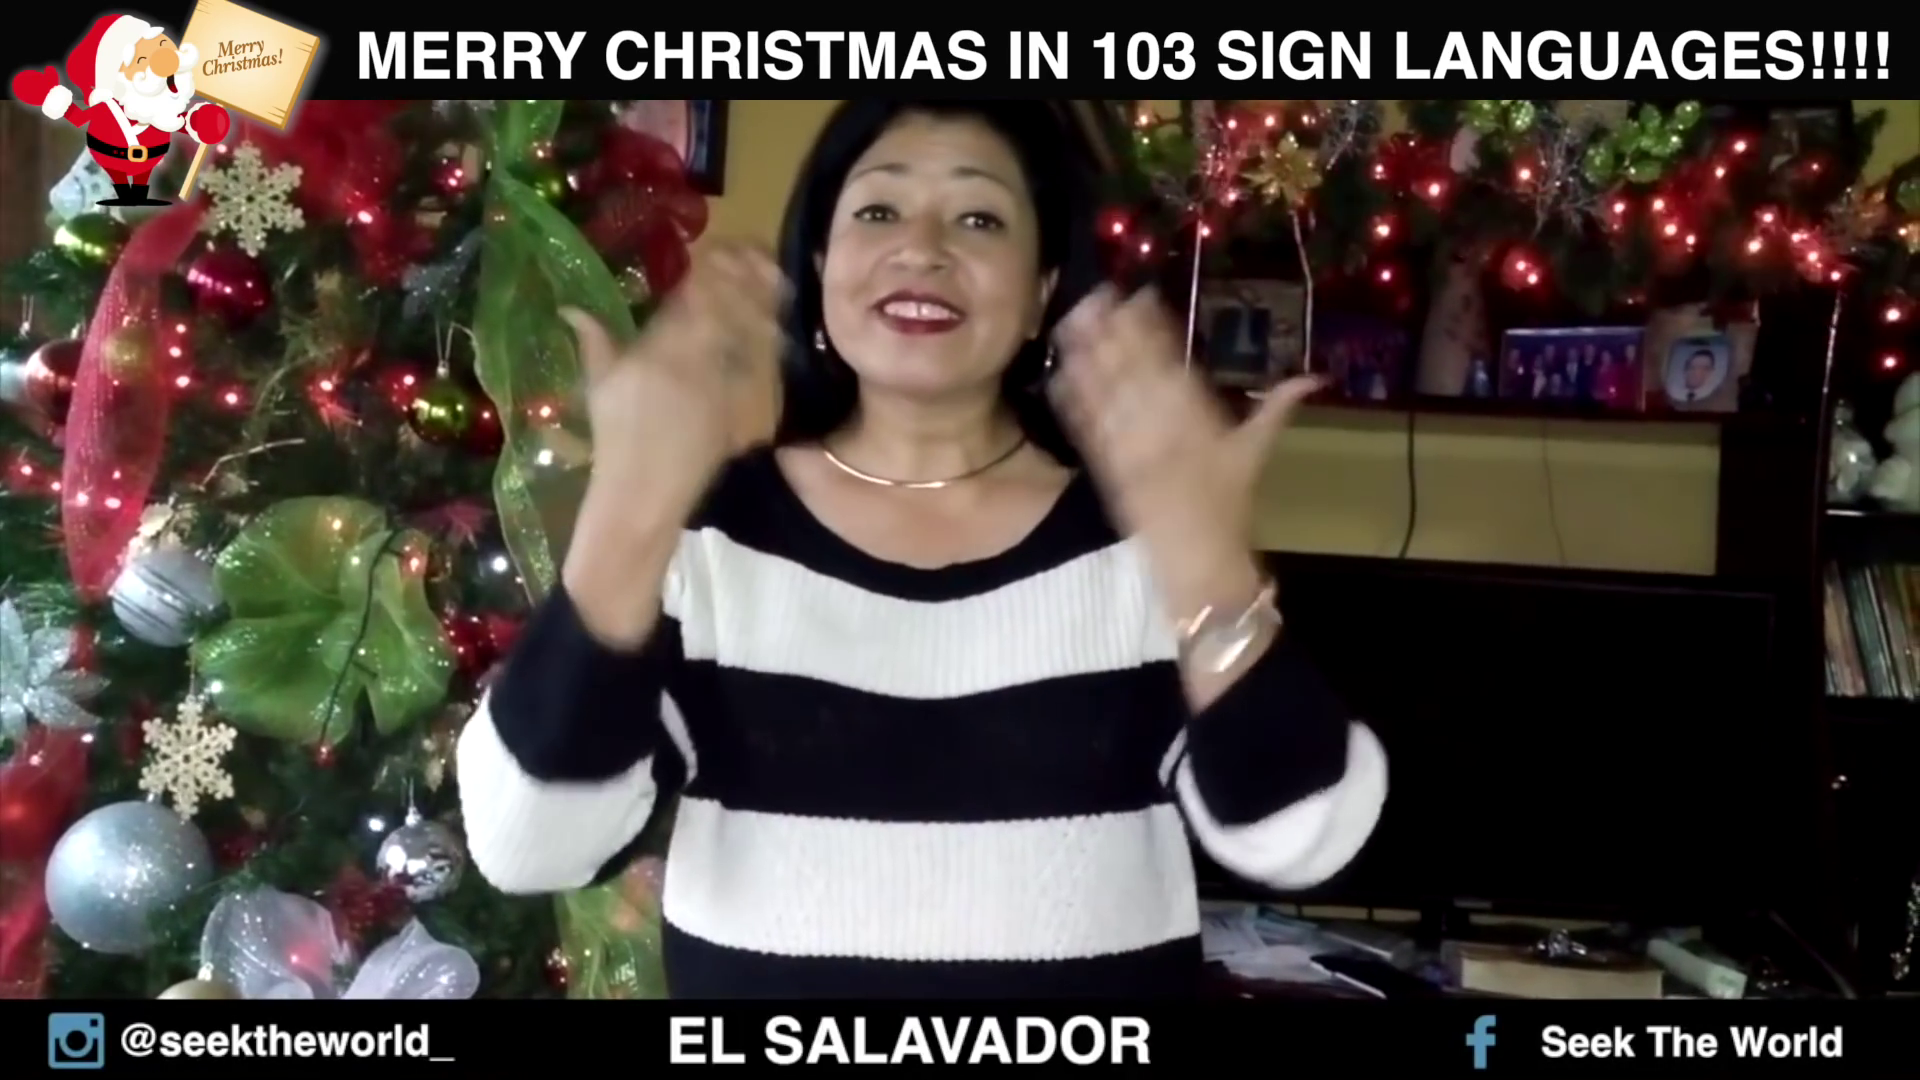 Merry
Christmas!
MERRY CHRISTMAS IN 103 SIGN LANGUAGES!!!!
@seektheworld_
EL SALAVADOR
Seek The World